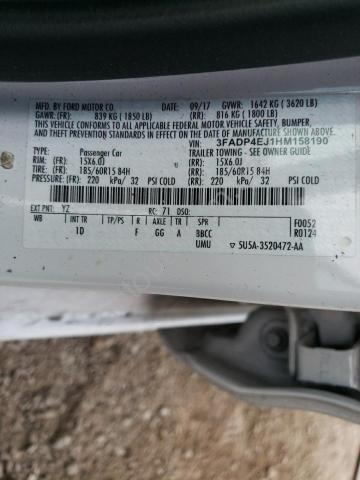 MFD. BY FORD MOTOR CO. 09/17 GVWR: 1642 KG ( 3620 LB)
GAWR: (FR): 839 KG ( 1850 LB) (RR): 816 KG ( 1800 LB)
THIS VEHICLE CONFORMS TO ALL APPLICABLE FEDERAL MOTOR VEHICLE SAFETY, BUMPER,
AND THEFT PREVENTION STANDARDS IN EFFECT ON THE DATE OF MANUFACTURE SHOWN ABOVE.
VIN: 3FADP4EJ1HM158190
TYPE: Passenger Car TRAILER TOWING - SEE OWNER GUIDE
RIM: (FR): 15X6.0J (RR): 15X6.0J
TIRE: (FR): 185/60R15 84H (RR): 185/60R15 84H
PRESS: (FR): 220 kPa/ 32 PSI COLD (RR): 220 kPa/ 32 PSI COLD
EXT PNT: YZ RC: 71 DSO: F0052
WB INT TR TP/PS R AXLE TR SPR R0124
1D F GG A 3BCC
UMU 5U5A-3520472-AA